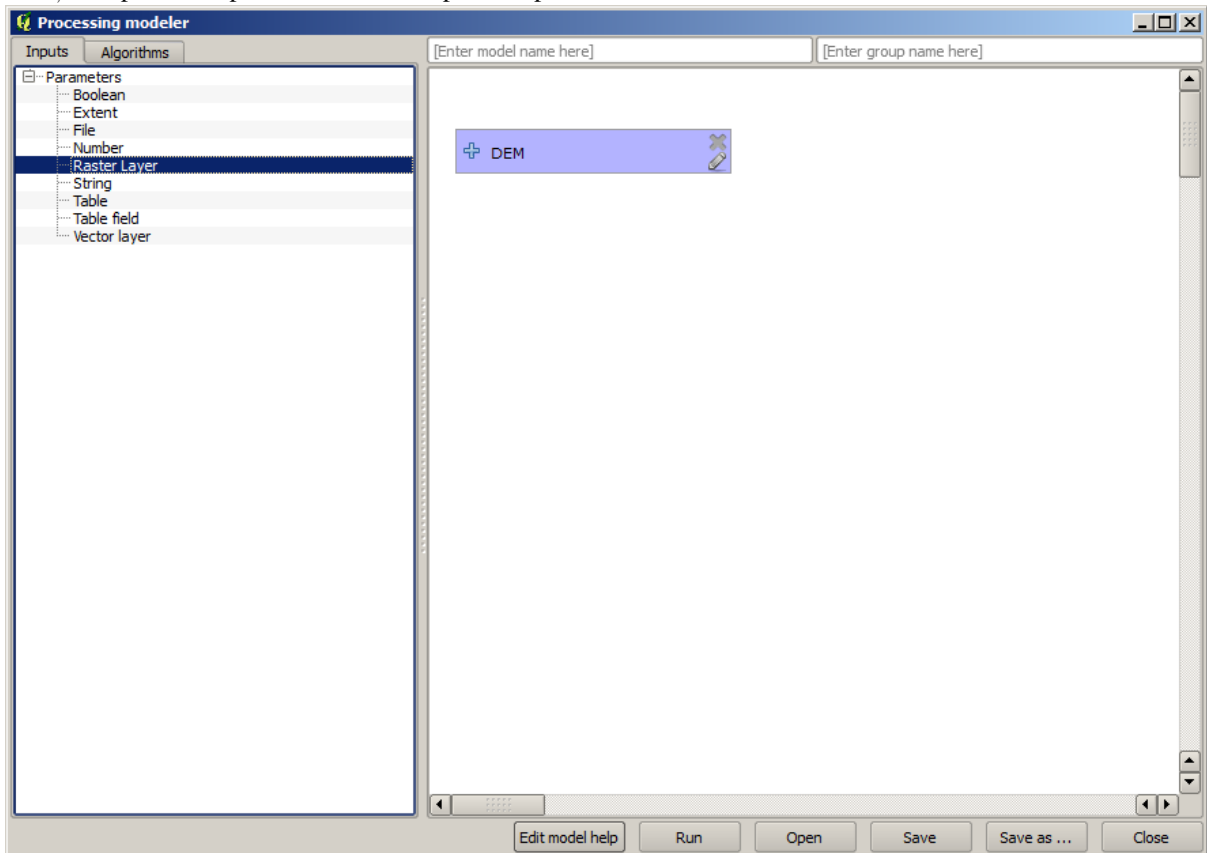 Processing modeler
Inputs
Algorithms
[Enter model name here]
[Enter group name here]
Parameters
Boolean
Extent
File
Number
Raster Layer
String
Table
Table field
Vector layer
DEM
Edit model help
Run
Open
Save
Save as ...
Close